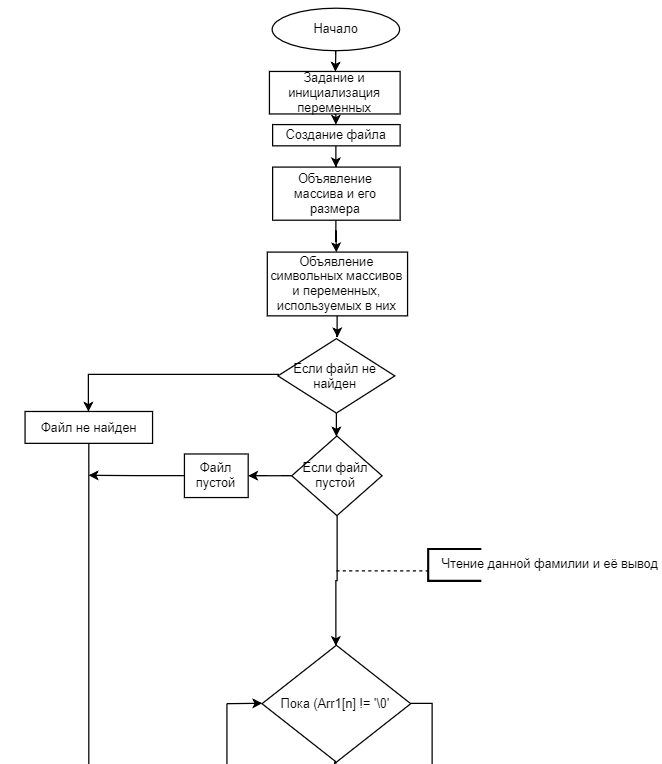 Начало
Задание и
инициализация
переменных
Создание файла
Объявление
массива и его
размера
Объявление
символьных массивов
и переменных,
используемых в них
Если файл не
найден
Файл не найден
Если файл
пустой
Файл
пустой
Чтение данной фамилии и её вывод
Пока (Arr1[n] != '\0'